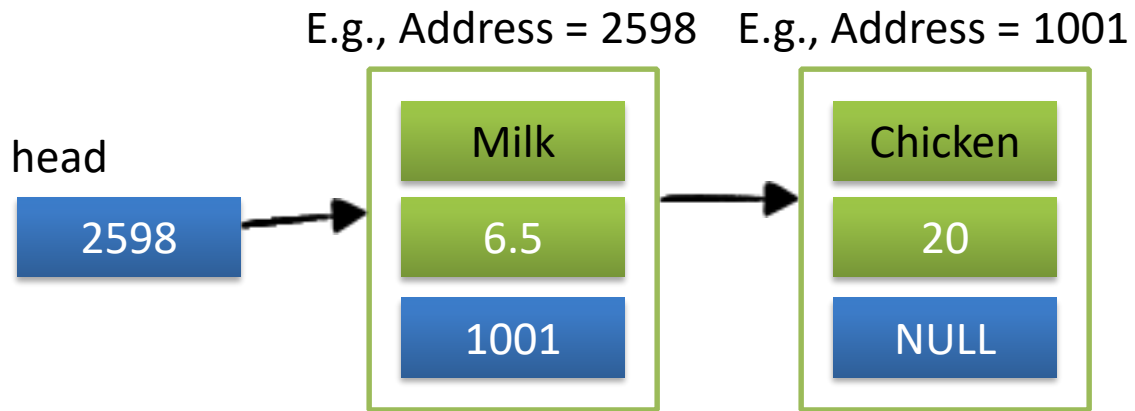 E.g., Address = 2598
E.g., Address = 1001
head
2598
Milk
6.5
1001
Chicken
20
NULL